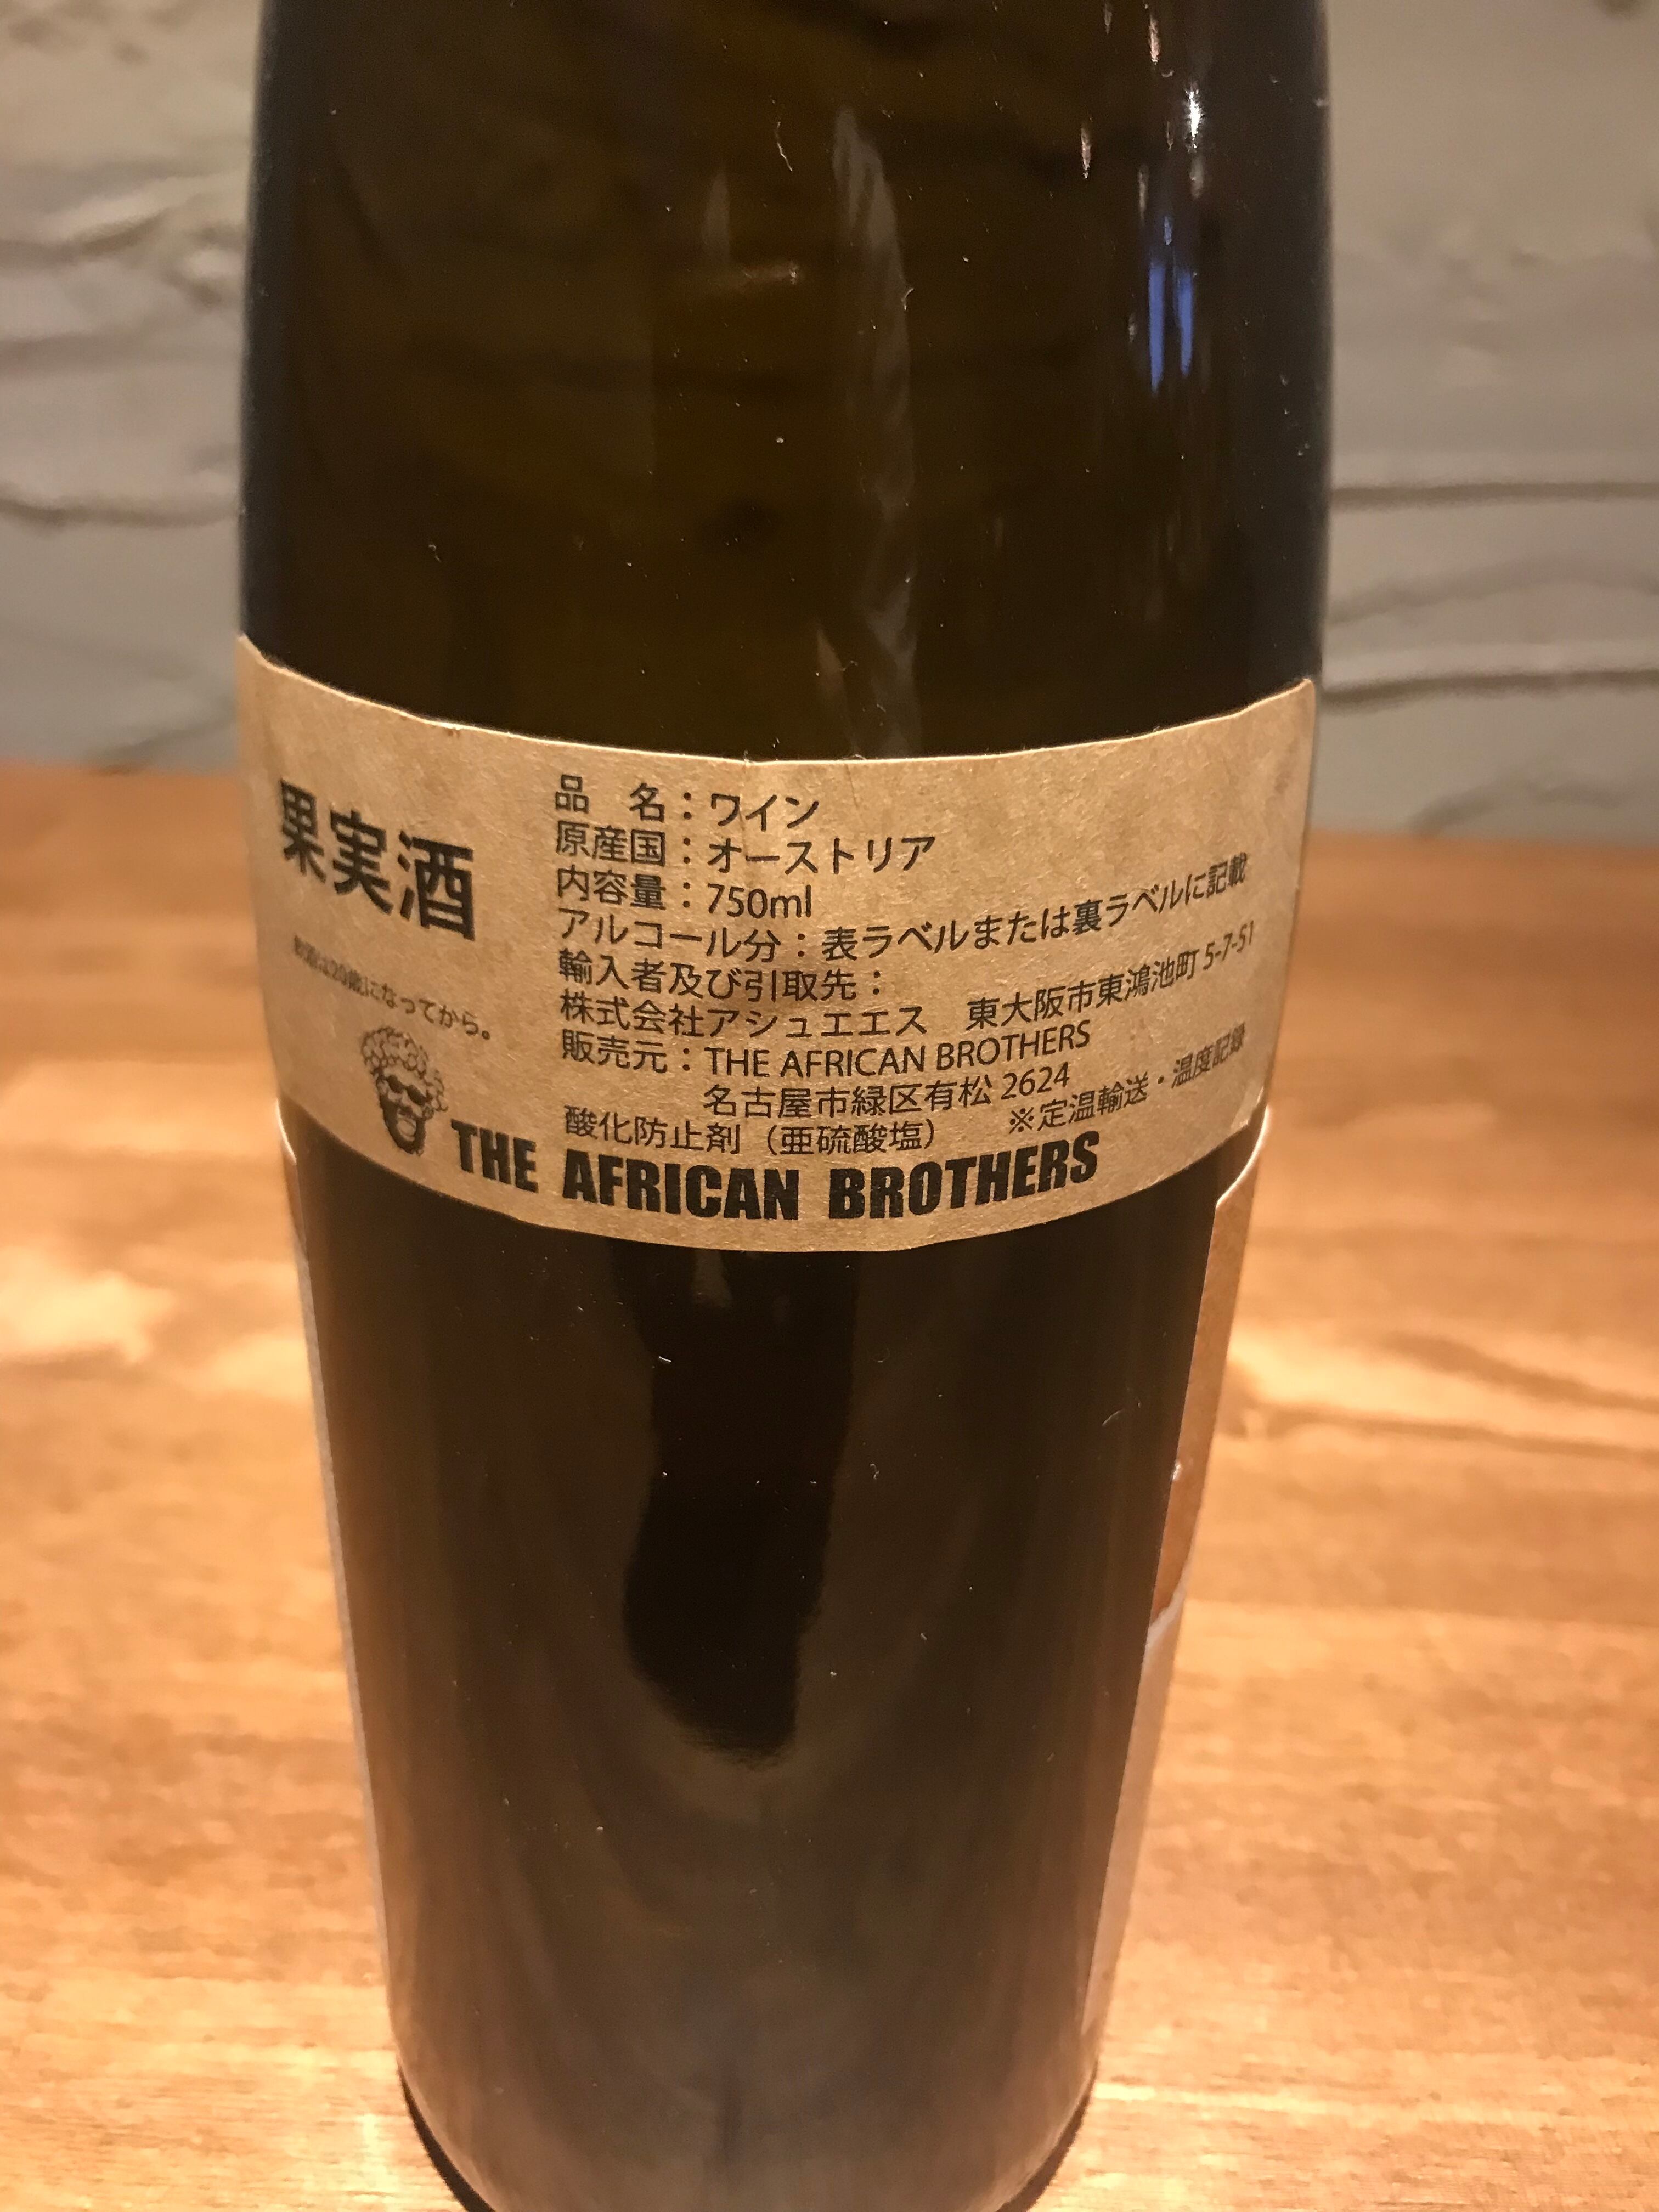 果実酒
飲酒は20歳になってから。
品　名：ワイン
原産国：オーストリア
内容量：750ml
アルコール分：表ラベルまたは裏ラベルに記載
輸入者及び引取先：
株式会社アシュエエス　東大阪市東鴻池町 5-7-51
販売元：THE AFRICAN BROTHERS
名古屋市緑区有松 2624
酸化防止剤（亜硫酸塩）　※定温輸送・温度記録
THE AFRICAN BROTHERS